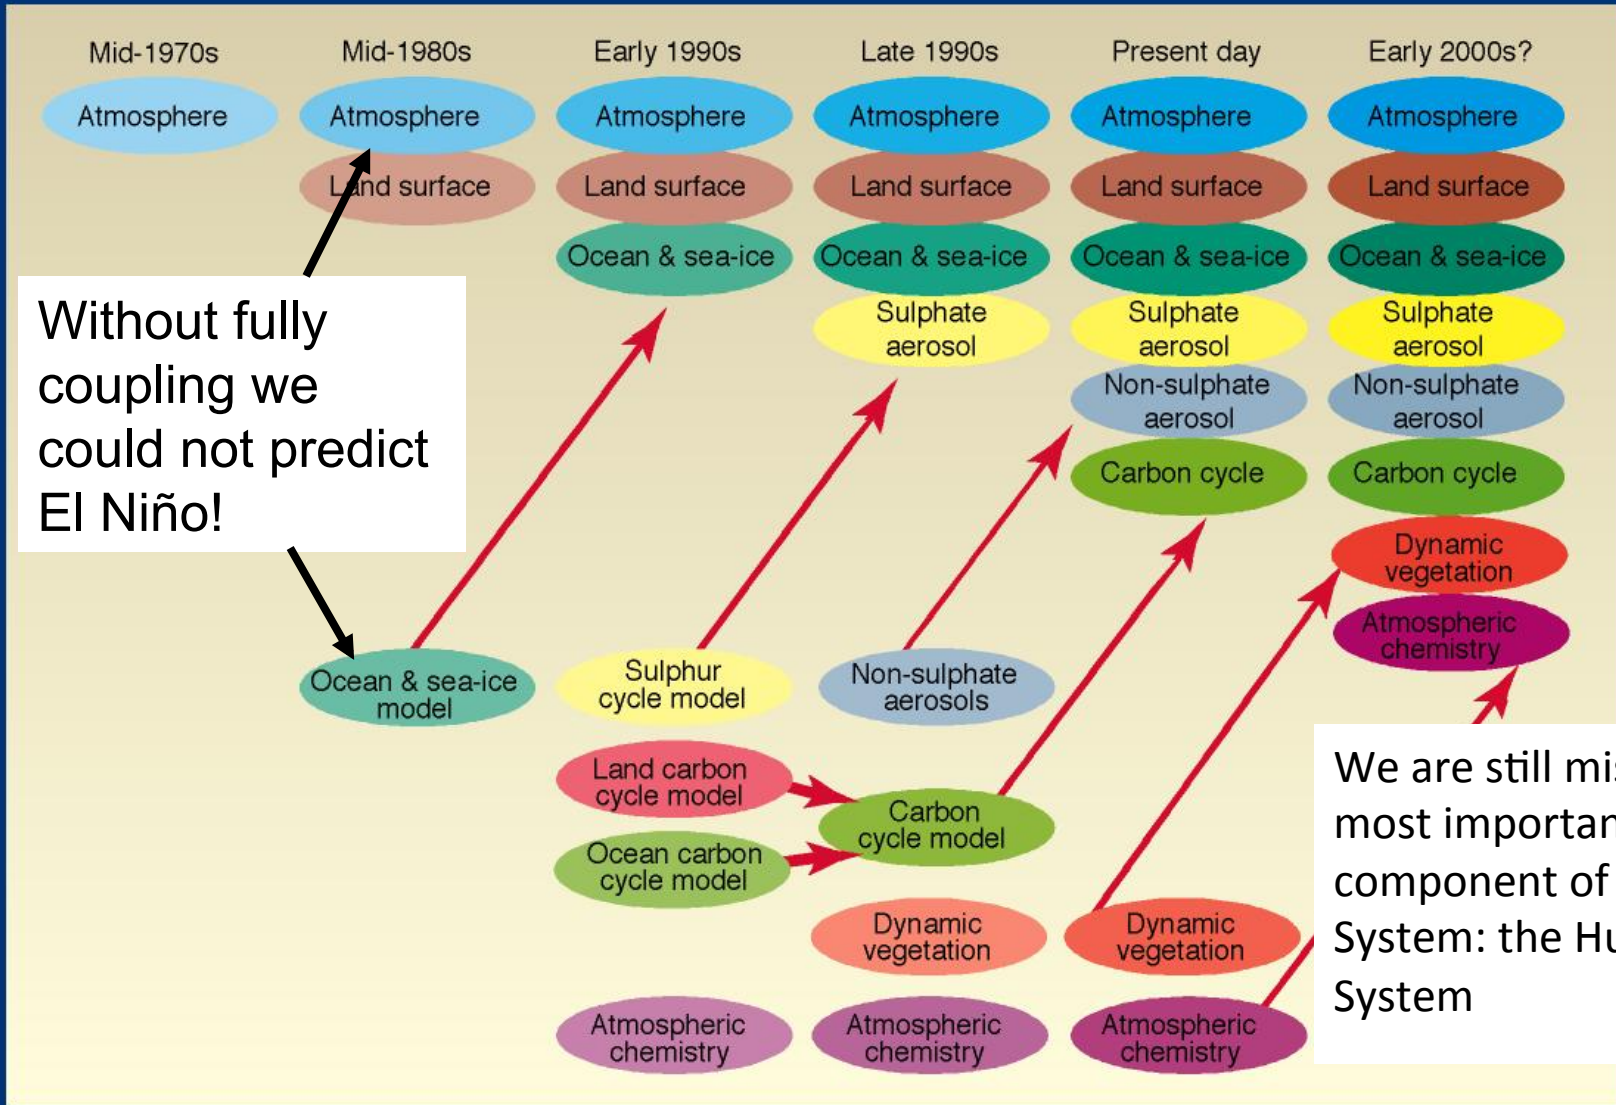 Mid-1970s
Mid-1980s
Early 1990s
Late 1990s
Present day
Early 2000s?
Atmosphere
Atmosphere
Atmosphere
Atmosphere
Atmosphere
Atmosphere
Land surface
Land surface
Land surface
Land surface
Land surface
Ocean & sea-ice
Ocean & sea-ice
Ocean & sea-ice
Ocean & sea-ice
Sulphate
aerosol
Sulphate
aerosol
Sulphate
aerosol
Non-sulphate
aerosol
Non-sulphate
aerosol
Carbon cycle
Carbon cycle
Dynamic
vegetation
Atmospheric
chemistry
Without fully
coupling we
could not predict
El Niño!
Ocean & sea-ice
model
Sulphur
cycle model
Non-sulphate
aerosols
Land carbon
cycle model
Carbon
cycle model
Ocean carbon
cycle model
Dynamic
vegetation
Dynamic
vegetation
Atmospheric
chemistry
Atmospheric
chemistry
Atmospheric
chemistry
We are still
most
component of
System: the
System